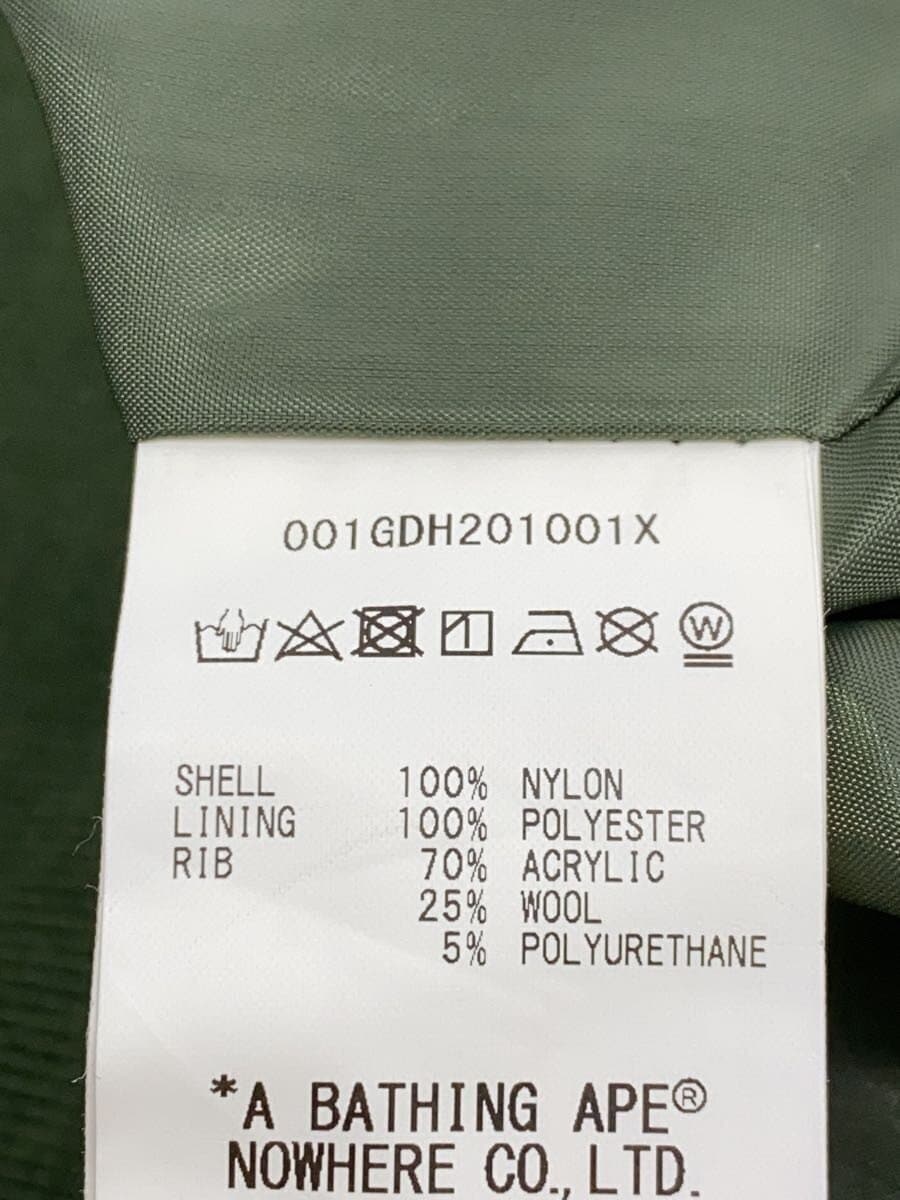 001GDH201001X
W
SHELL 100% NYLON
LINING 100% POLYESTER
RIB 70% ACRYLIC
25% WOOL
5% POLYURETHANE
*A BATHING APE®
NOWHERE CO., LTD.